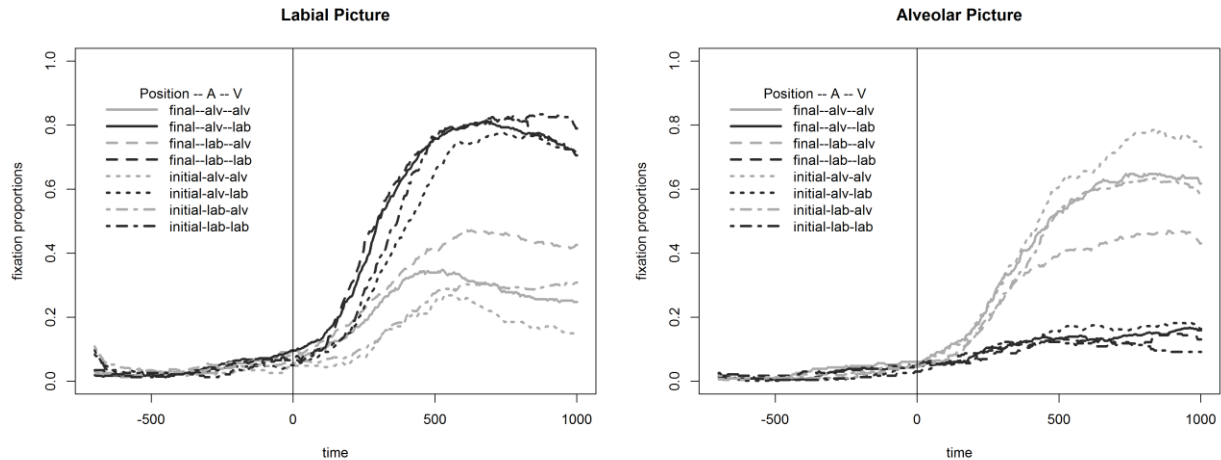 Labial Picture
fixation proportions
1.0
0.8
0.6
0.4
0.2
0.0
Position -- A -- V
final--alv--alv
final--alv--lab
final--lab--alv
final--lab--lab
initial-alv-alv
initial-alv-lab
initial-lab-alv
initial-lab-lab
-500
0
500
1000
time
Alveolar Picture
fixation proportions
1.0
0.8
0.6
0.4
0.2
0.0
Position -- A -- V
final--alv--alv
final--alv--lab
final--lab--alv
final--lab--lab
initial-alv-alv
initial-alv-lab
initial-lab-alv
initial-lab-lab
-500
0
500
1000
time